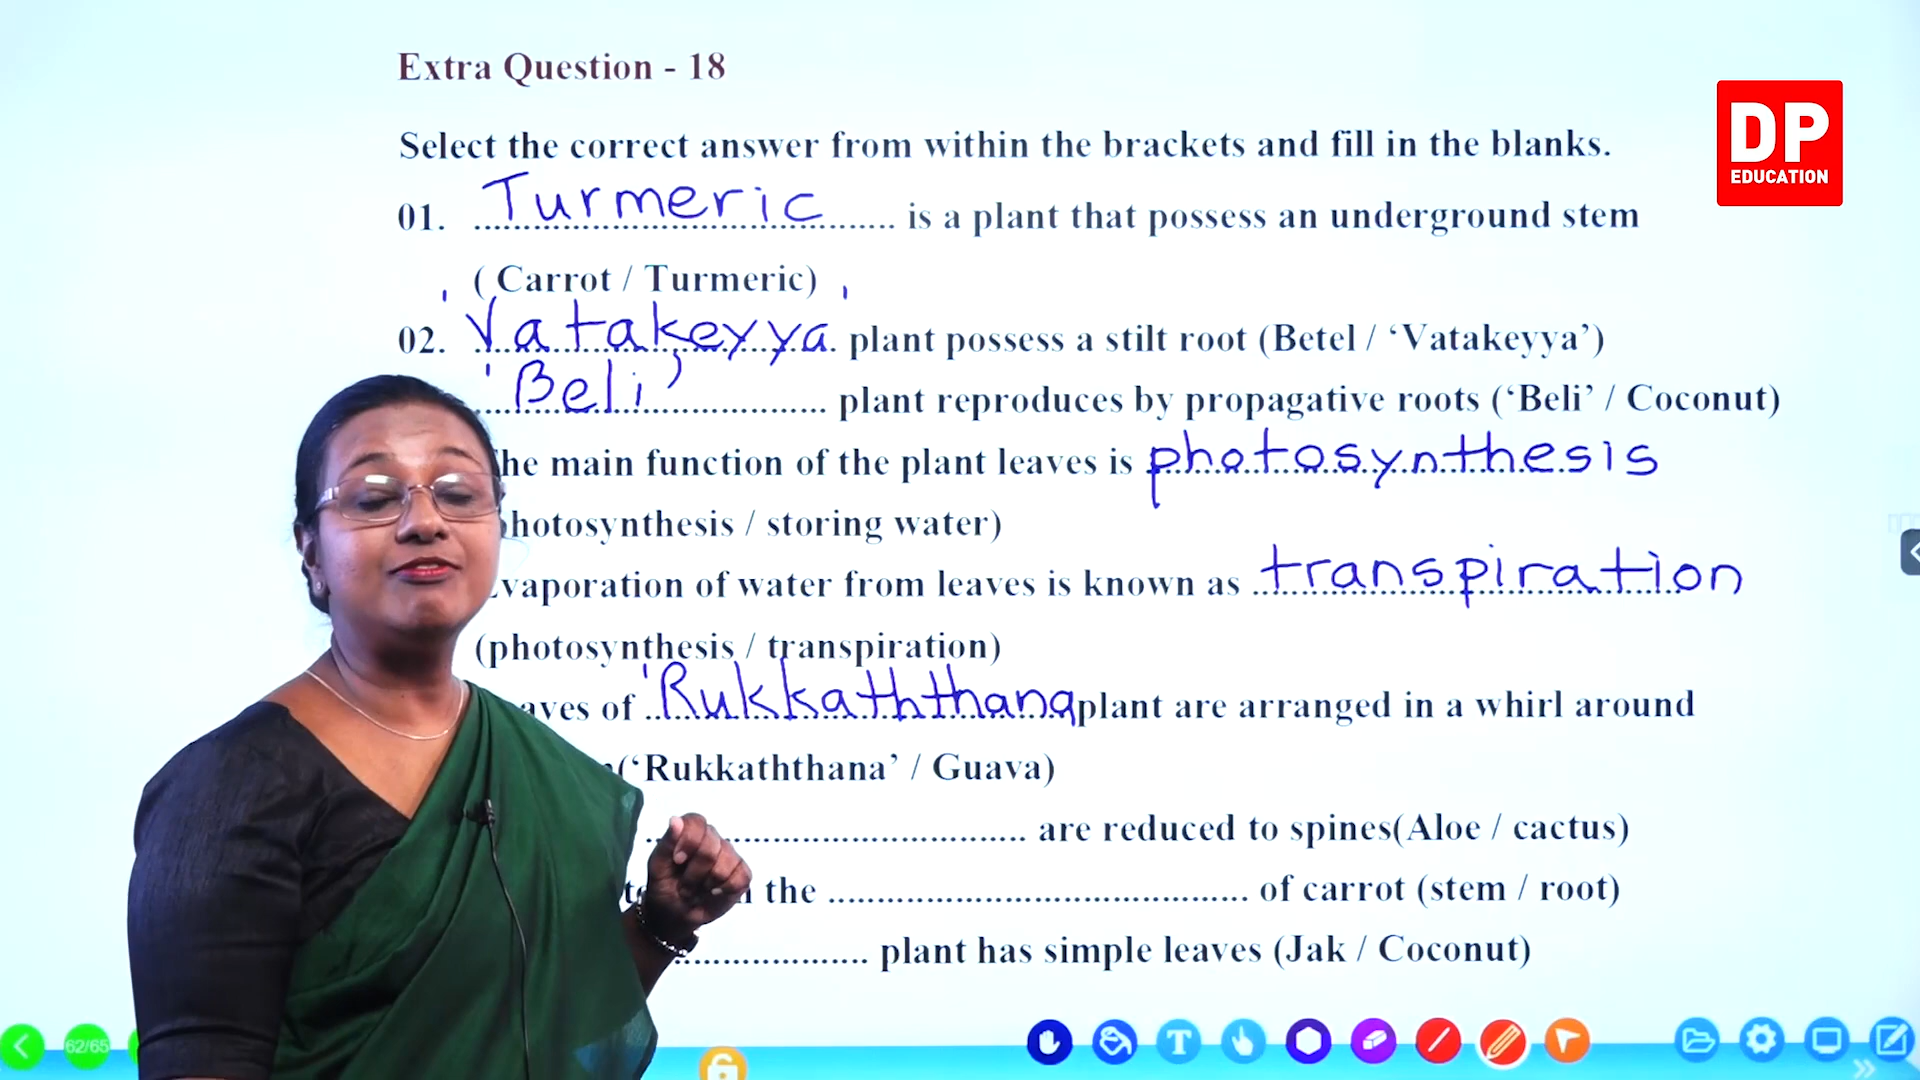 Extra Question - 18
DP
EDUCATION
Select the correct answer from within the brackets and fill in the blanks.
01. Turmeric is a plant that possess an underground stem
( Carrot / Turmeric)
02. 'Vatakeyya' plant possess a stilt root (Betel / ‘Vatakeyya’)
'Beli' plant reproduces by propagative roots (‘Beli’ / Coconut)
he main function of the plant leaves is photosynthesis
hotosynthesis / storing water)
vaporation of water from leaves is known as transpiration
(photosynthesis / transpiration)
aves of 'Rukkaththana plant are arranged in a whirl around
(‘Rukkaththana’ / Guava)
.................... are reduced to spines(Aloe / cactus)
the .................... of carrot (stem / root)
.................... plant has simple leaves (Jak / Coconut)
62/65